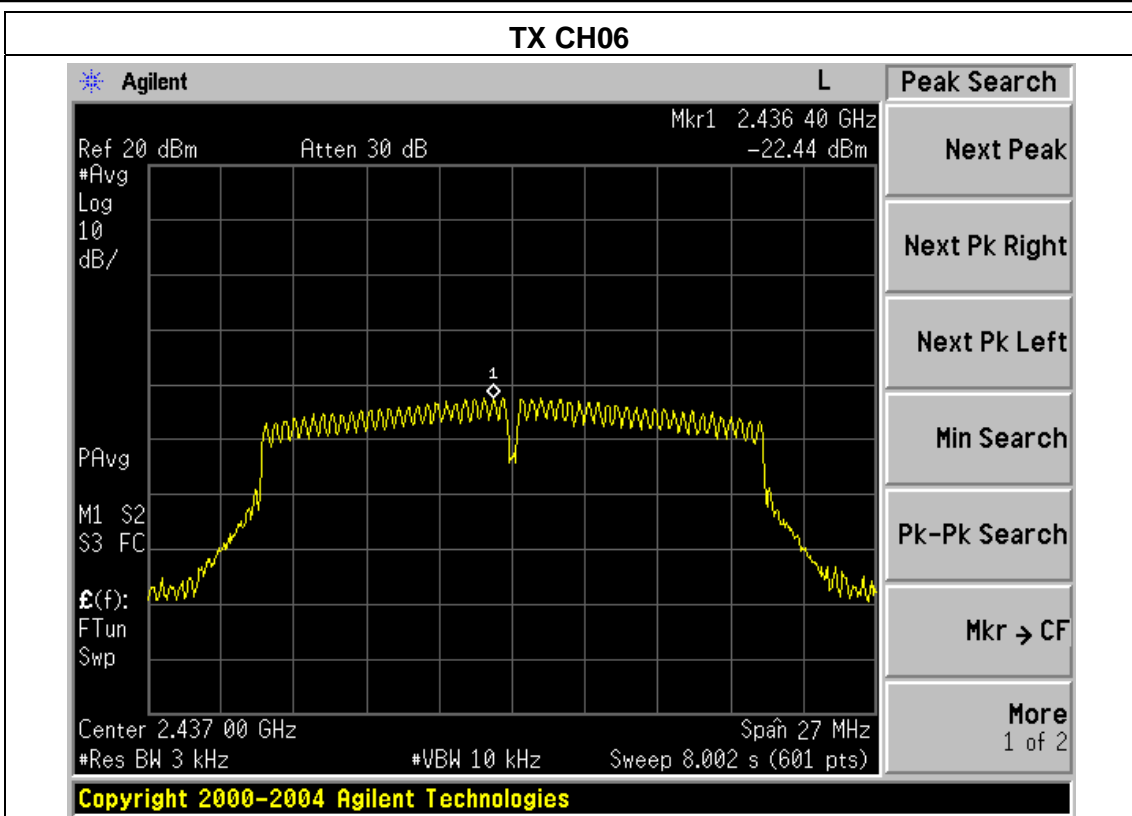 TX CH06
Agilent L Peak Search
Mkr1 2.436 40 GHz
Ref 20 dBm Atten 30 dB -22.44 dBm
#Avg
Log
10
dB/
1
PAvg
M1 S2
S3 FC
£(f):
FTun
Swp
Center 2.437 00 GHz Span 27 MHz
#Res BW 3 kHz #VBW 10 kHz Sweep 8.002 s (601 pts)
Copyright 2000-2004 Agilent Technologies
Next Peak
Next Pk Right
Next Pk Left
Min Search
Pk-Pk Search
Mkr → CF
More
1 of 2